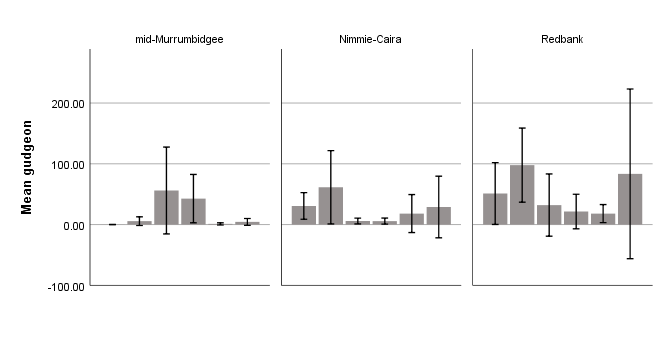 mid-Murrumbidgee
Nimmie-Caira
Redbank
Mean gudgeon
200.00
100.00
0.00
-100.00